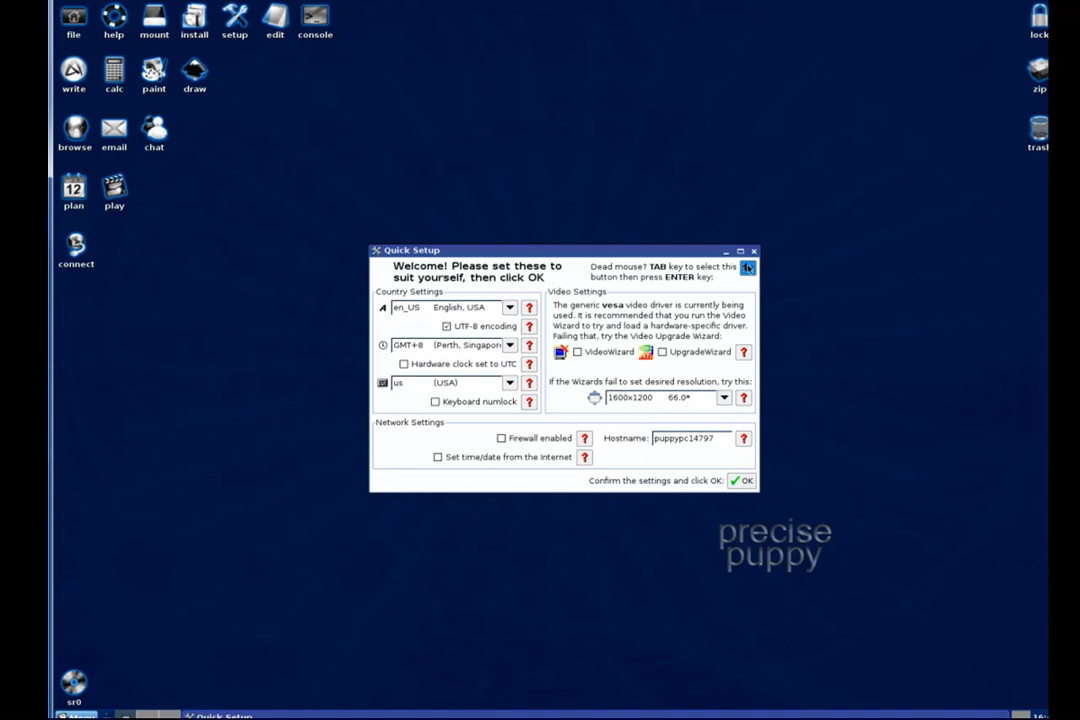 file help mount install setup edit console lock
write calc paint draw zip
browse email chat trash
plan play
12
connect
Quick Setup
Welcome! Please set these to
suit yourself, then click OK
Dead mouse? TAB key to select this
button then press ENTER key:
Country Settings
en_US English, USA
UTF-8 encoding
GMT+8 (Perth, Singapor
Hardware clock set to UTC
us (USA)
Keyboard numlock
Video Settings
The generic vesa video driver is currently being
used. It is recommended that you run the Video
Wizard to try and load a hardware-specific driver.
Failing that, try the Video Upgrade Wizard:
VideoWizard UpgradeWizard
If the Wizards fail to set desired resolution, try this:
1600x1200 66.0*
Network Settings
Firewall enabled Hostname: puppypc14797
Set time/date from the Internet
Confirm the settings and click OK: OK
precise
puppy
sr0
Menu Quick Setup 16: